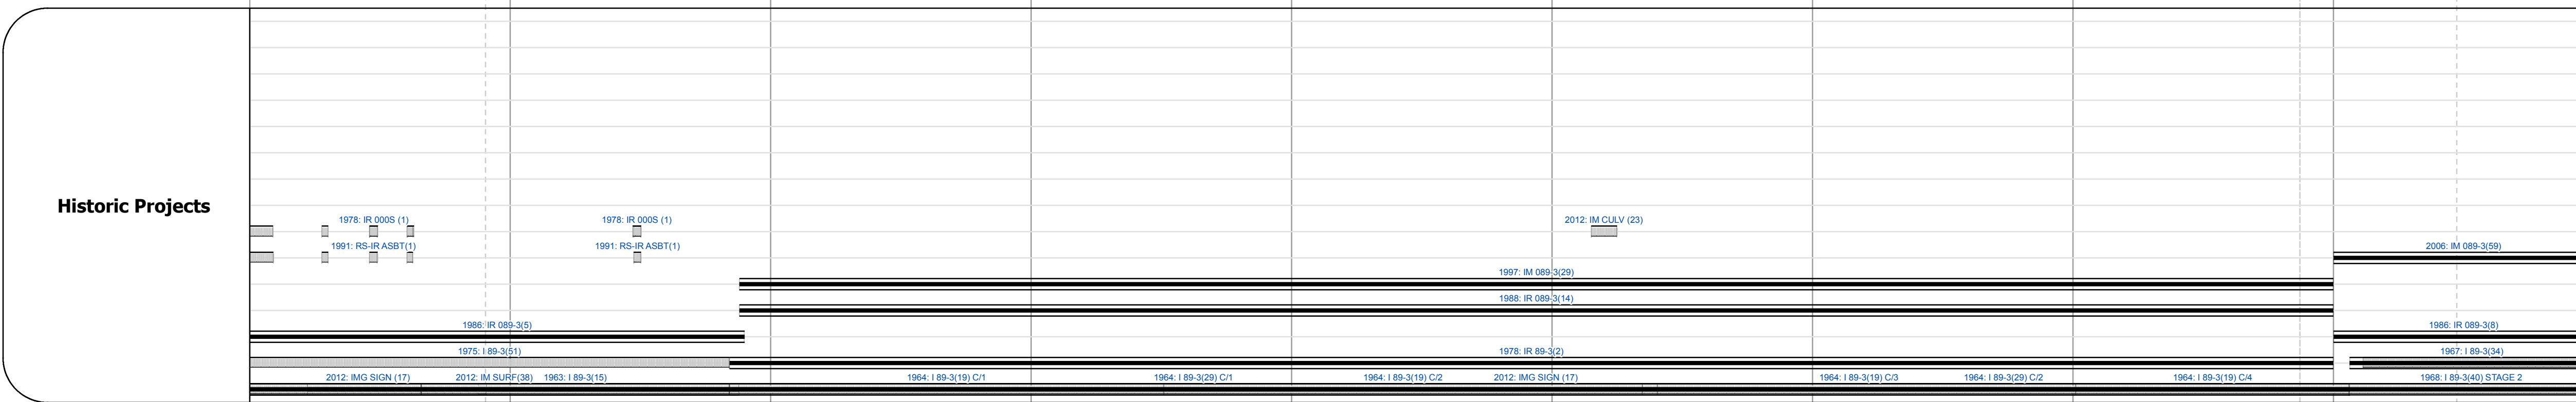 Historic Projects
1978: IR 000S (1)
1978: IR 000S (1)
2012: IM CULV (23)
1991: RS-IR ASBT(1)
1991: RS-IR ASBT(1)
2006: IM 089-3(59)
1997: IM 089-3(29)
1988: IR 089-3(14)
1986: IR 089-3(5)
1986: IR 089-3(8)
1975: I 89-3(51)
1978: IR 89-3(2)
1967: I 89-3(34)
2012: IMG SIGN (17)
2012: IM SURF(38)
1963: I 89-3(15)
1964: I 89-3(19) C/1
1964: I 89-3(29) C/1
1964: I 89-3(19) C/2
2012: IMG SIGN (17)
1964: I 89-3(19) C/3
1964: I 89-3(29) C/2
1964: I 89-3(19) C/4
1968: I 89-3(40) STAGE 2